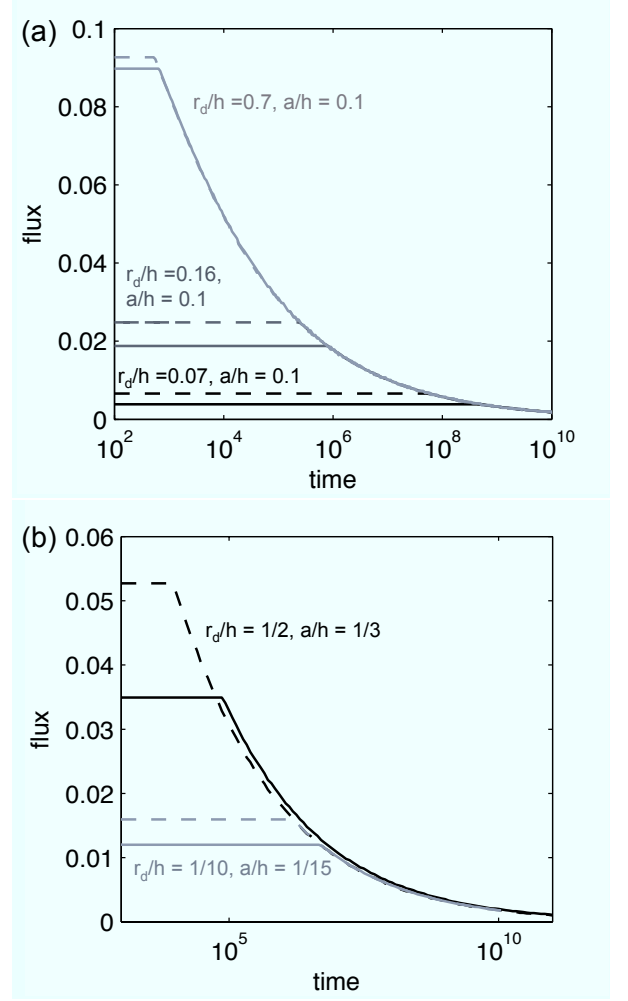 (a)
0.1
0.08
0.06
0.04
0.02
0
flux
r_d/h =0.7, a/h = 0.1
r_d/h =0.16,
a/h = 0.1
r_d/h =0.07, a/h = 0.1
10^2 10^4 10^6 10^8 10^10
time
(b)
0.06
0.05
0.04
0.03
0.02
0.01
0
flux
r_d/h = 1/2, a/h = 1/3
r_d/h = 1/10, a/h = 1/15
10^5 10^10
time